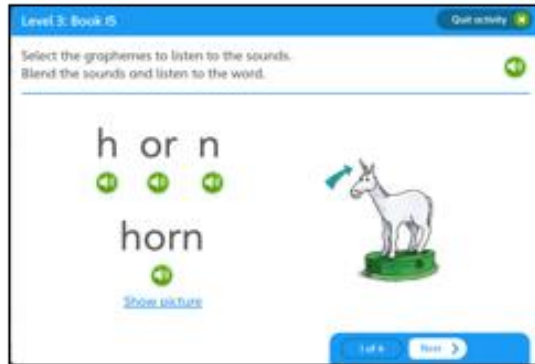 Level 3: Book 15
Quit activity
Select the graphemes to listen to the sounds.
Blend the sounds and listen to the word.
h or n
horn
Show picture
1 of 6
Next